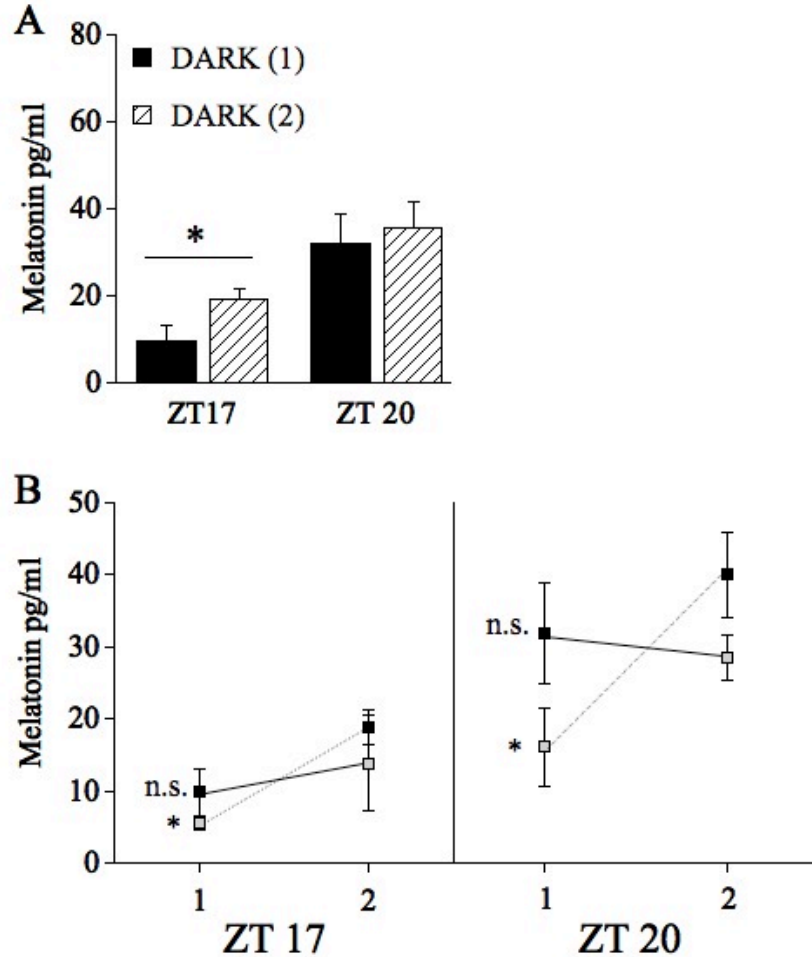 A
80
DARK (1)
60
DARK (2)
Melatonin pg/ml
40
*
20
0
ZT17 ZT 20
B
50
40
Melatonin pg/ml
n.s.
30
20
*
n.s.
10
*
0
1 2 1 2
ZT 17 ZT 20